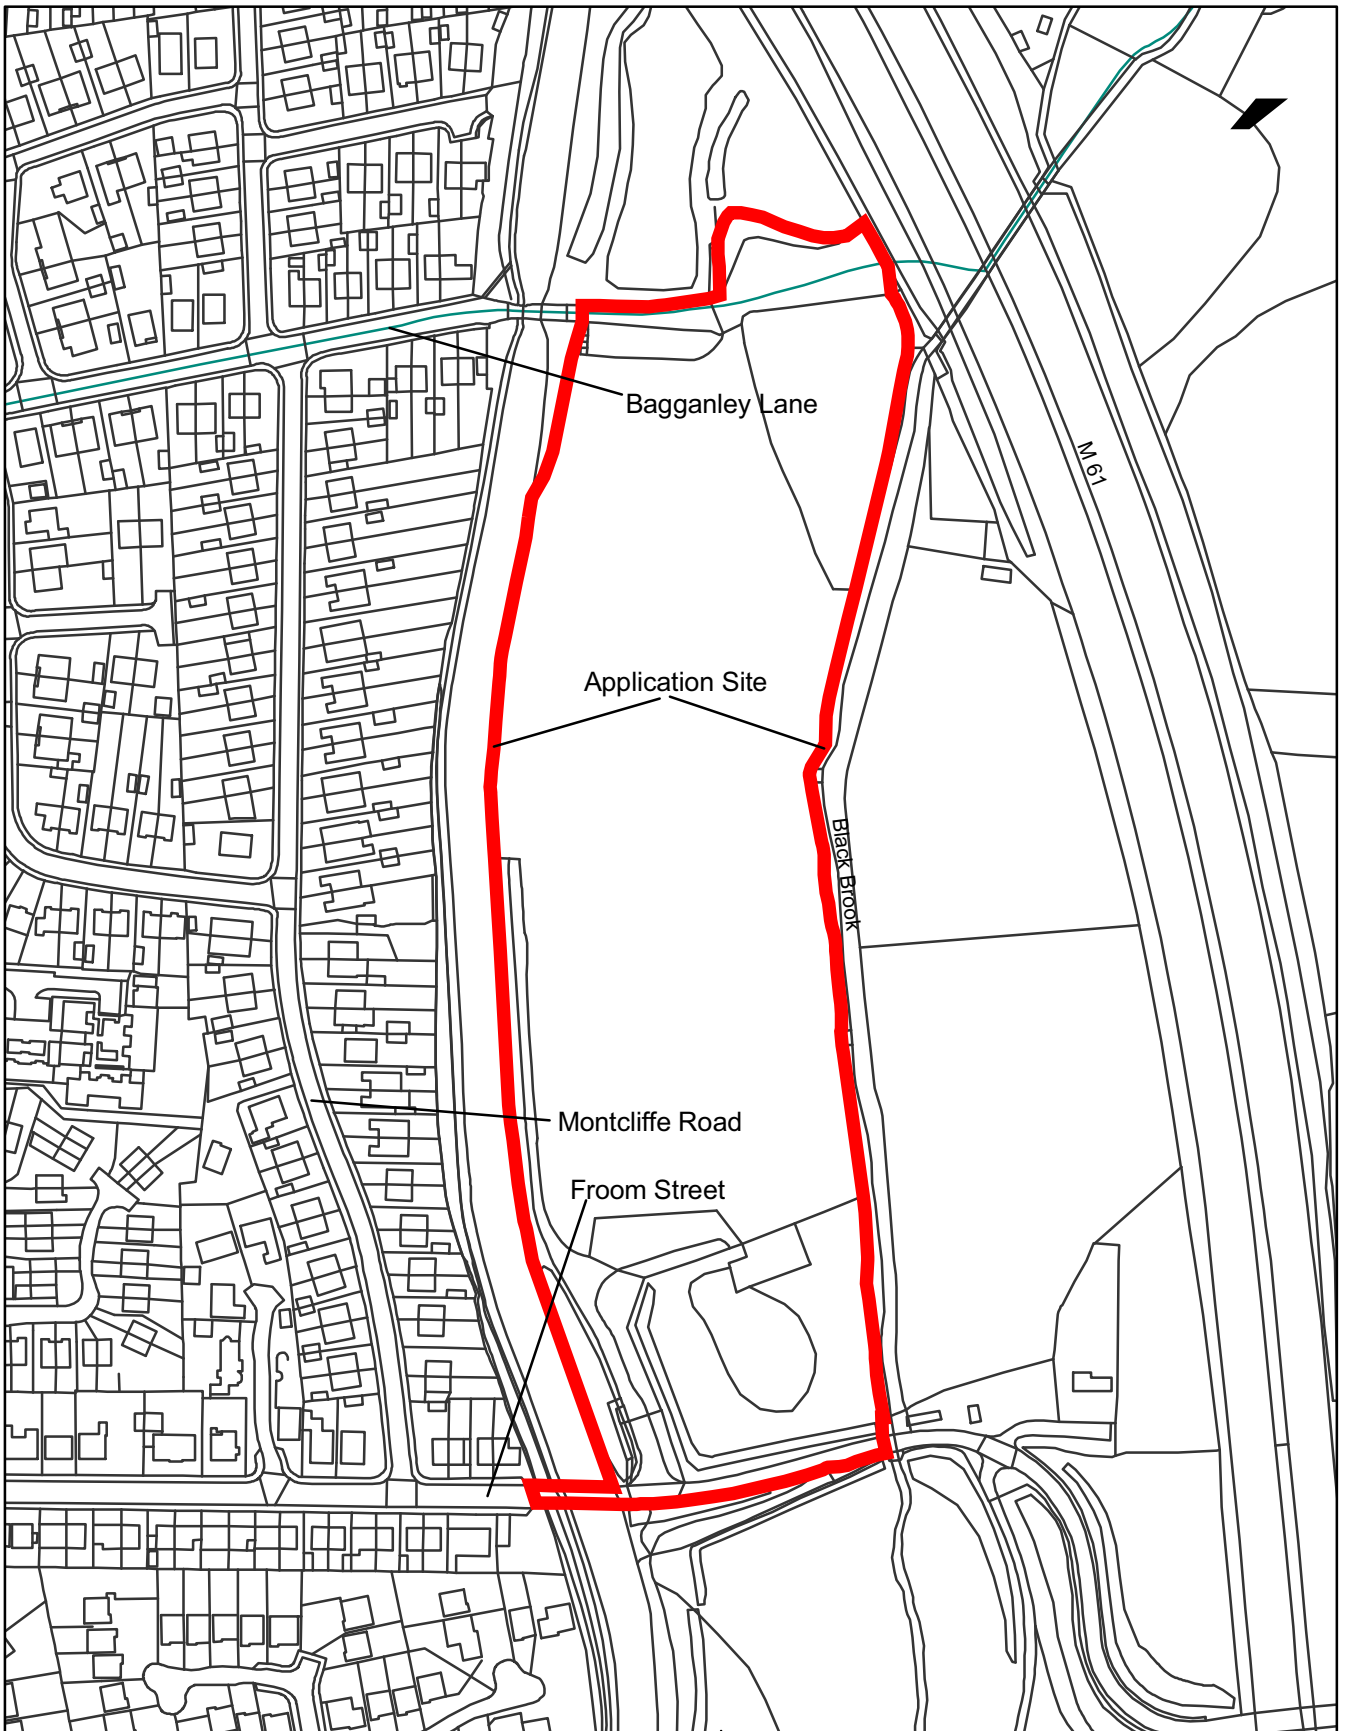 Bagganley Lane
M 61
Application Site
Black Brook
Montcliffe Road
Froom Street